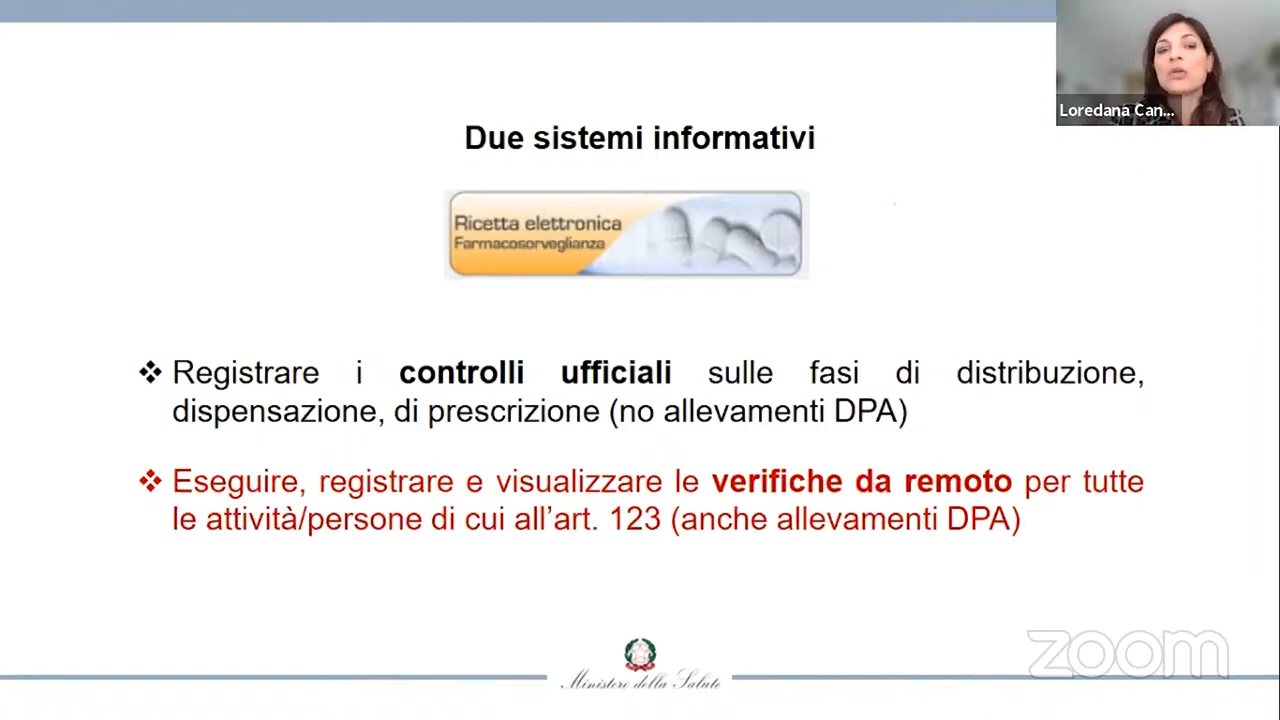 Loredana Can...
Due sistemi informativi
Ricetta elettronica
Farmacosorveglianza
❖ Registrare i controlli ufficiali sulle fasi di distribuzione,
dispensazione, di prescrizione (no allevamenti DPA)
❖ Eseguire, registrare e visualizzare le verifiche da remoto per tutte
le attività/persone di cui all’art. 123 (anche allevamenti DPA)
Ministero della Salute
zoom